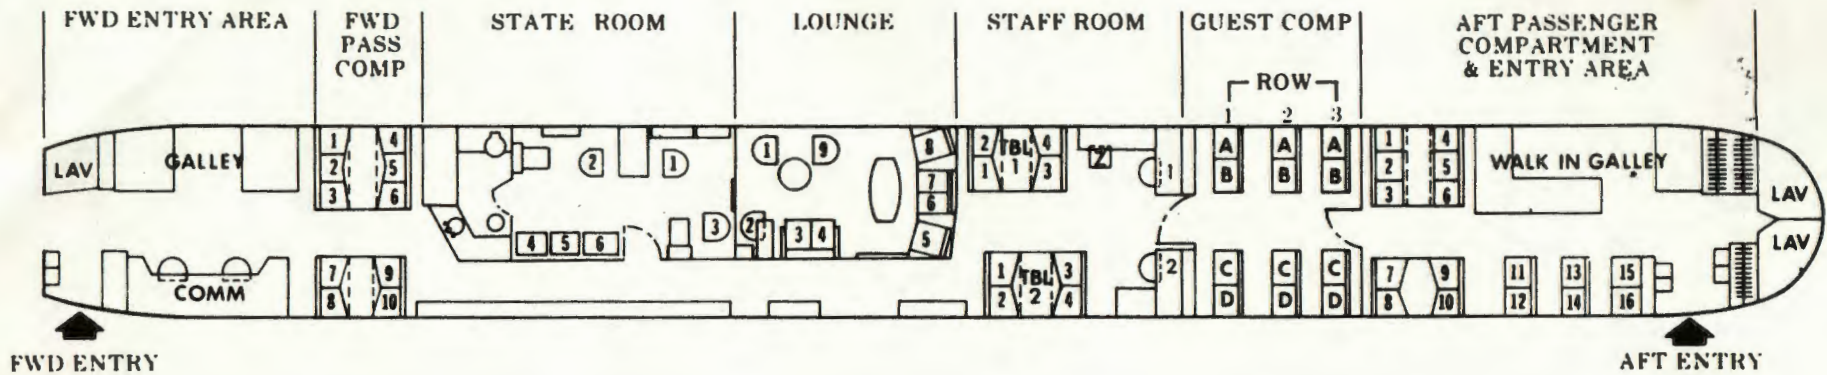 FWD ENTRY AREA
FWD
PASS
COMP
STATE ROOM
LOUNGE
STAFF ROOM
GUEST COMP
AFT PASSENGER
COMPARTMENT
& ENTRY AREA
ROW
1 2 3
LAV
GALLEY
1 4
2 5
3 6
2 1
1 9
8
7
6
5
2 TBL 4
1 1 3
2
1
A A A
B B B
1 4
2 5
3 6
WALK IN GALLEY
LAV
2
4 5 6
3
2
3 4
COMM
7 9
8 10
1 TBL 3
2 2 4
2
C C C
D D D
7 9
8 10
11 13 15
12 14 16
LAV
FWD ENTRY
AFT ENTRY